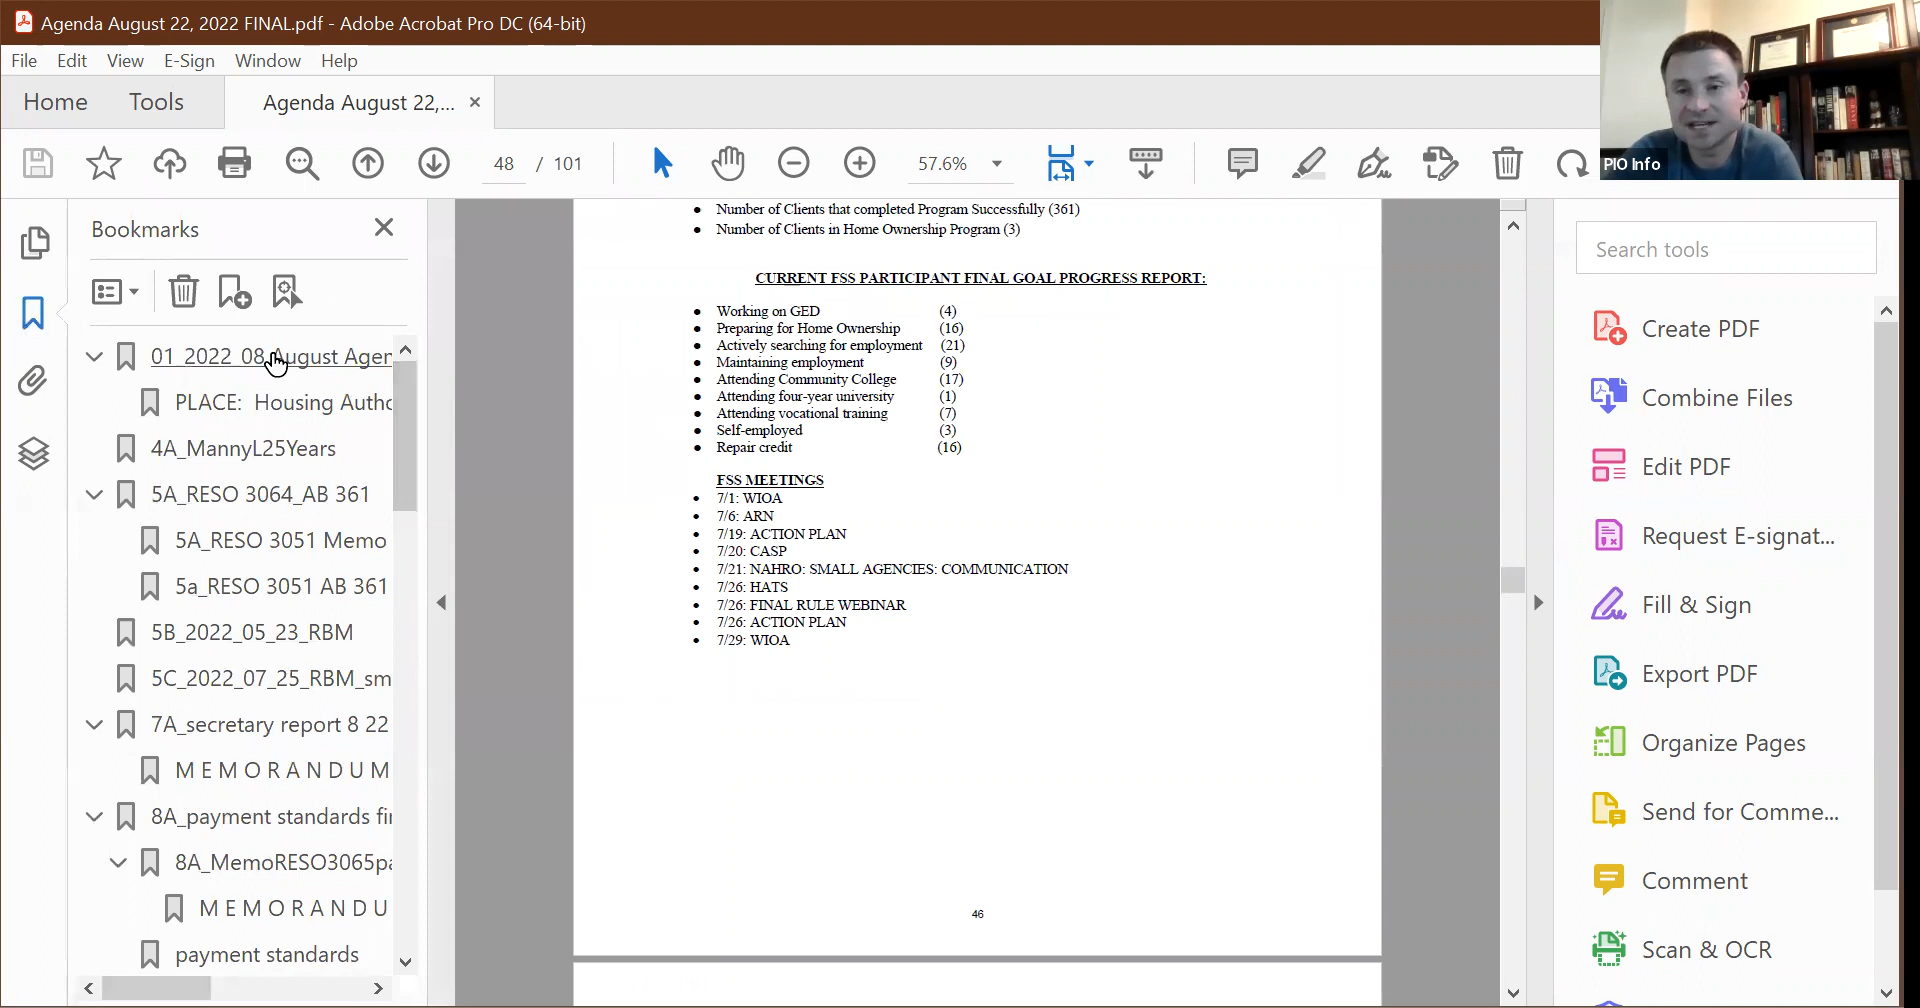 Agenda August 22, 2022 FINAL.pdf - Adobe Acrobat Pro DC (64-bit)
File Edit View E-Sign Window Help
Home Tools Agenda August 22,... ×
48 / 101 57.6%
PIO Info
Bookmarks
01_2022_08 August Agen
PLACE: Housing Autho
4A_MannyL25Years
5A_RESO 3064_AB 361
5A_RESO 3051 Memo
5a_RESO 3051 AB 361
5B_2022_05_23_RBM
5C_2022_07_25_RBM_sm
7A_secretary report 8 22
M E M O R A N D U M
8A_payment standards fi
8A_MemoRESO3065pa
M E M O R A N D U
payment standards
• Number of Clients that completed Program Successfully (361)
• Number of Clients in Home Ownership Program (3)
CURRENT FSS PARTICIPANT FINAL GOAL PROGRESS REPORT:
• Working on GED (4)
• Preparing for Home Ownership (16)
• Actively searching for employment (21)
• Maintaining employment (9)
• Attending Community College (17)
• Attending four-year university (1)
• Attending vocational training (7)
• Self-employed (3)
• Repair credit (16)
FSS MEETINGS
• 7/1: WIOA
• 7/6: ARN
• 7/19: ACTION PLAN
• 7/20: CASP
• 7/21: NAHRO: SMALL AGENCIES: COMMUNICATION
• 7/26: HATS
• 7/26: FINAL RULE WEBINAR
• 7/26: ACTION PLAN
• 7/29: WIOA
46
Search tools
Create PDF
Combine Files
Edit PDF
Request E-signat...
Fill & Sign
Export PDF
Organize Pages
Send for Comme...
Comment
Scan & OCR